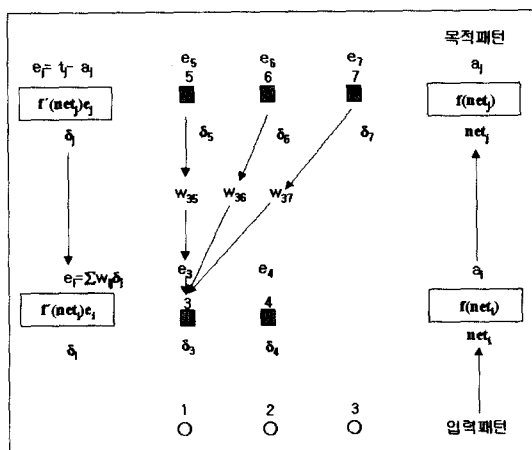 목적패턴
e₅ e₆ e₇
eⱼ= tⱼ- aⱼ 5 6 7 aⱼ
f´(netⱼ)eⱼ f(netⱼ)
δⱼ δ₅ δ₆ δ₇ netⱼ
w₃₅ w₃₆ w₃₇
eᵢ=∑wᵢⱼδⱼ e₃ e₄ aᵢ
f´(netᵢ)eᵢ 3 4 f(netᵢ)
δᵢ δ₃ δ₄ netᵢ
1 2 3
입력패턴